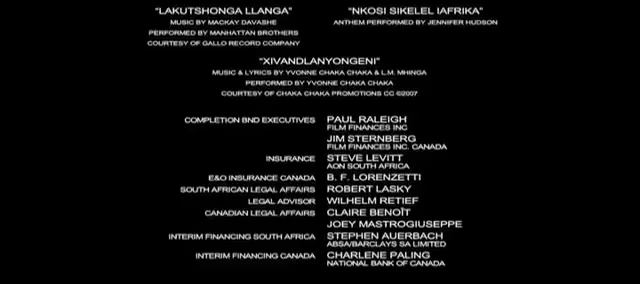 "LAKUTSHONGA LLANGA"
MUSIC BY MACKAY DAVASHE
PERFORMED BY MANHATTAN BROTHERS
COURTESY OF GALLO RECORD COMPANY
"NKOSI SIKELEL IAFRIKA"
ANTHEM PERFORMED BY JENNIFER HUDSON
"XIVANDLANYONGENI"
MUSIC & LYRICS BY YVONNE CHAKA CHAKA & L.M. MHINGA
PERFORMED BY YVONNE CHAKA CHAKA
COURTESY OF CHAKA CHAKA PROMOTIONS CC ©2007
COMPLETION BND EXECUTIVES PAUL RALEIGH
FILM FINANCES INC
JIM STERNBERG
FILM FINANCES INC. CANADA
INSURANCE STEVE LEVITT
AON SOUTH AFRICA
E&O INSURANCE CANADA B. F. LORENZETTI
SOUTH AFRICAN LEGAL AFFAIRS ROBERT LASKY
LEGAL ADVISOR WILHELM RETIEF
CANADIAN LEGAL AFFAIRS CLAIRE BENOÎT
JOEY MASTROGIUSEPPE
INTERIM FINANCING SOUTH AFRICA STEPHEN AUERBACH
ABSA/BARCLAYS SA LIMITED
INTERIM FINANCING CANADA CHARLENE PALING
NATIONAL BANK OF CANADA